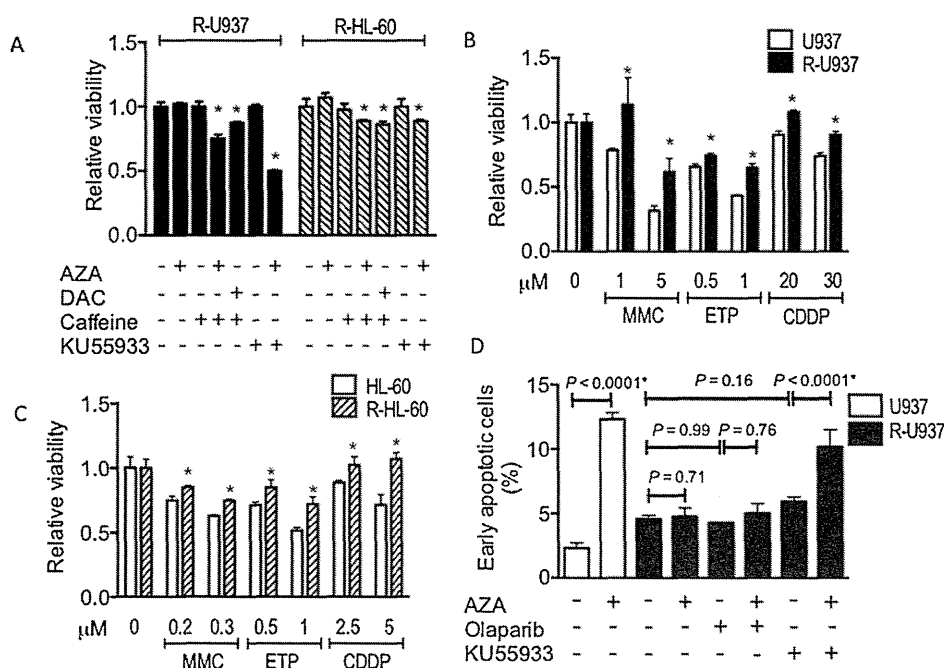 A
R-U937 R-HL-60
1.5
1.0
0.5
0.0
Relative viability
* * * * * *
AZA - + - + - - + - + - + - - +
DAC - - - - + - - - - - - + - -
Caffeine - - + + + - - - - + + + - -
KU55933 - - - - - + + - - - - - + +
B
U937
R-U937
1.5
1.0
0.5
0.0
Relative viability
* * * * * *
μM 0 1 5 0.5 1 20 30
MMC ETP CDDP
C
HL-60
R-HL-60
1.5
1.0
0.5
0.0
Relative viability
* * * * * *
μM 0 0.2 0.3 0.5 1 2.5 5
MMC ETP CDDP
D
U937
R-U937
15
10
5
0
Early apoptotic cells
(%)
P < 0.0001* P = 0.16 P < 0.0001*
P = 0.99 P = 0.76
P = 0.71
AZA - + - + - + - +
Olaparib - - - - + + - -
KU55933 - - - - - - + +